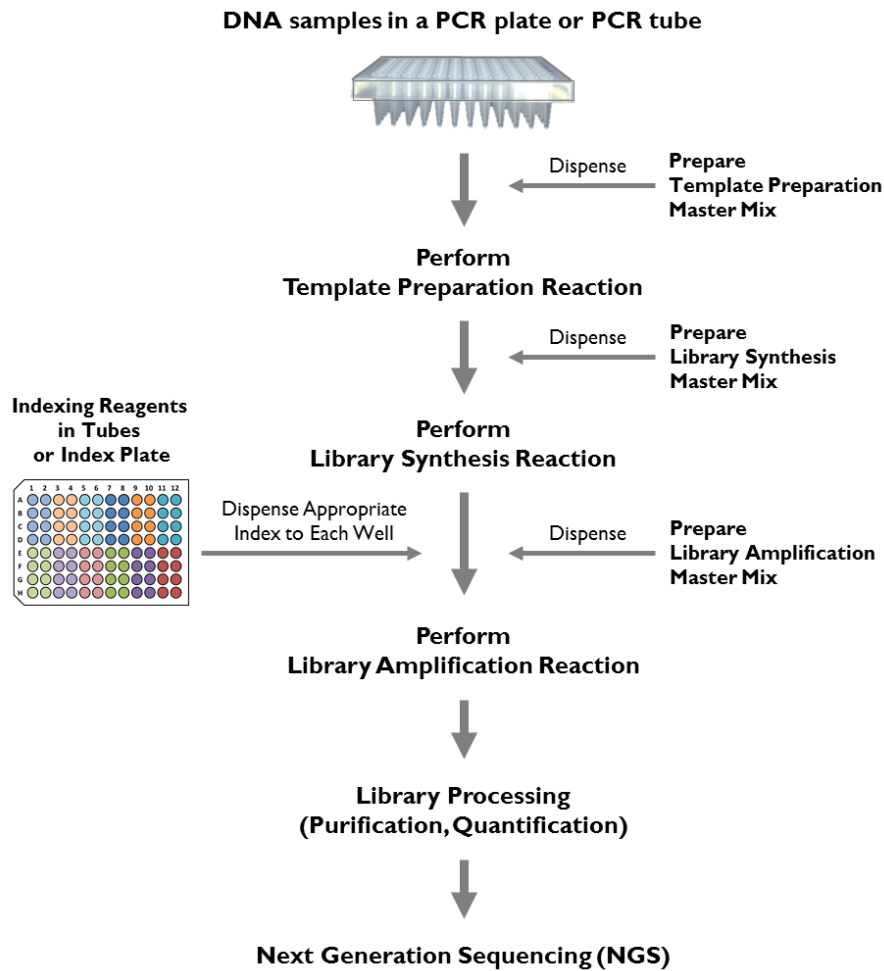 DNA samples in a PCR plate or PCR tube
Dispense
Prepare
Template Preparation
Master Mix
Perform
Template Preparation Reaction
Dispense
Prepare
Library Synthesis
Master Mix
Indexing Reagents
in Tubes
or Index Plate
1 2 3 4 5 6 7 8 9 10 11 12
A
B
C
D
E
F
G
H
Perform
Library Synthesis Reaction
Dispense Appropriate
Index to Each Well
Dispense
Prepare
Library Amplification
Master Mix
Perform
Library Amplification Reaction
Library Processing
(Purification, Quantification)
Next Generation Sequencing (NGS)